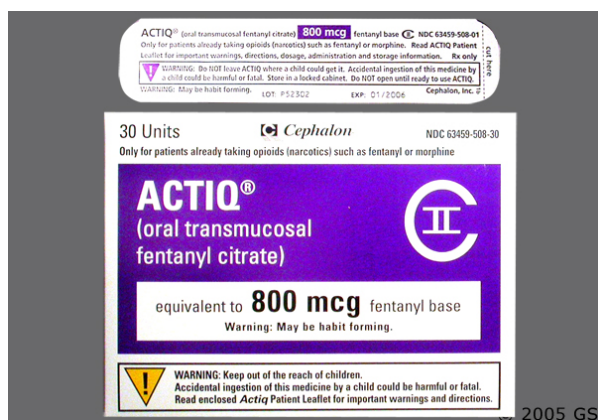 ACTIQ® (oral transmucosal fentanyl citrate) 800 mcg fentanyl base CII NDC 63459-508-01
Only for patients already taking opioids (narcotics) such as fentanyl or morphine. Read ACTIQ Patient
Leaflet for important warnings, directions, dosage, administration and storage information. Rx only
WARNING: Do NOT leave ACTIQ where a child could get it. Accidental ingestion of this medicine by
a child could be harmful or fatal. Store in a locked cabinet. Do NOT open until ready to use ACTIQ.
WARNING: May be habit forming. LOT: P52302 EXP: 01/2006 Cephalon, Inc.
cut here
30 Units Cephalon NDC 63459-508-30
Only for patients already taking opioids (narcotics) such as fentanyl or morphine
ACTIQ®
(oral transmucosal
fentanyl citrate)
CII
equivalent to 800 mcg fentanyl base
Warning: May be habit forming.
WARNING: Keep out of the reach of children.
Accidental ingestion of this medicine by a child could be harmful or fatal.
Read enclosed Actiq Patient Leaflet for important warnings and directions.
© 2005 GS